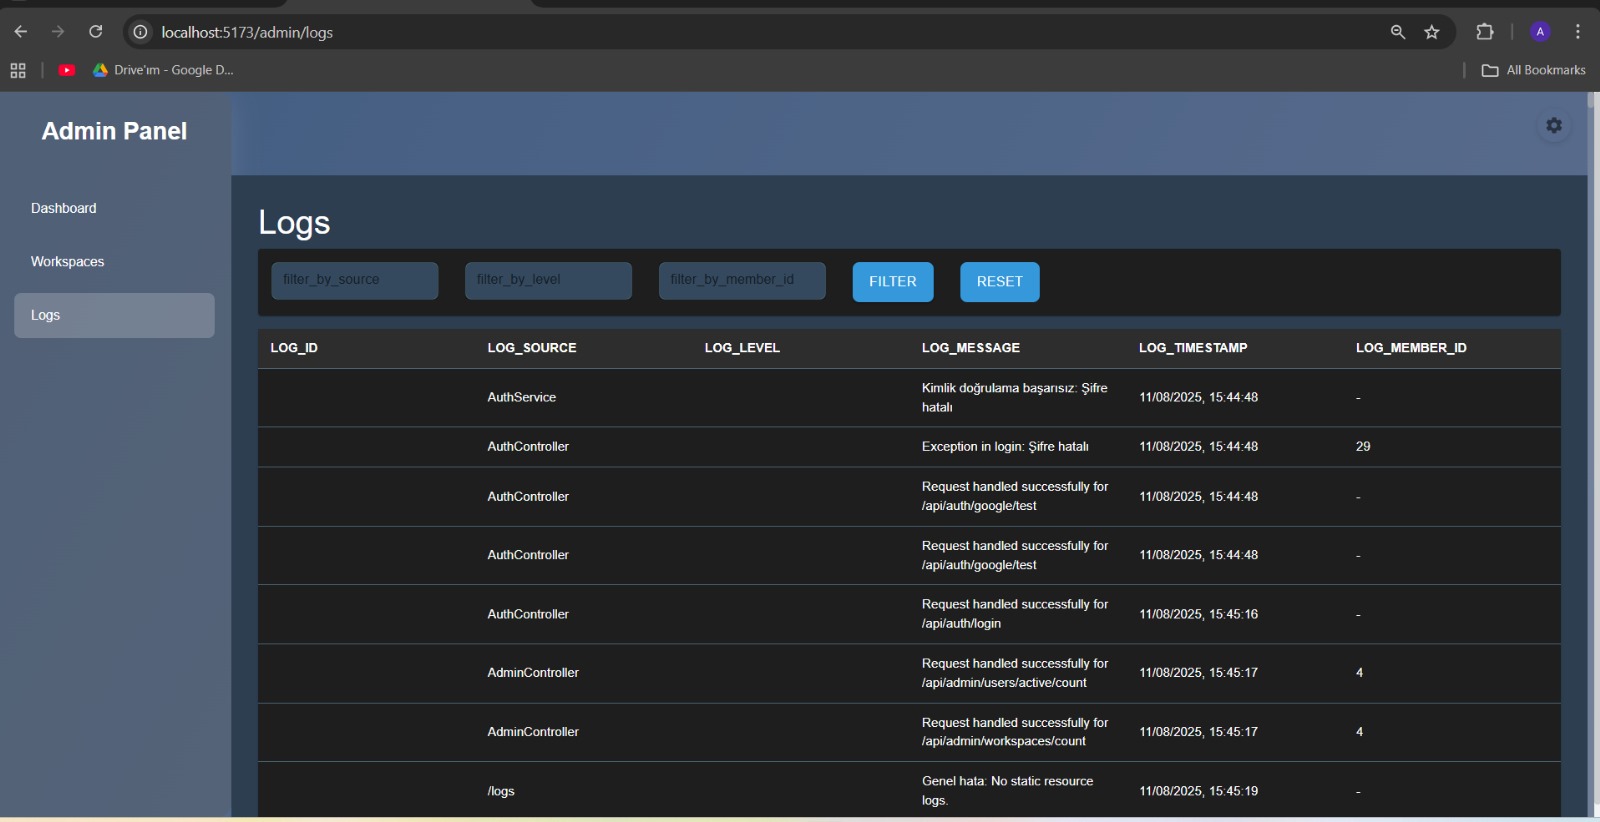 localhost:5173/admin/logs
A
Drive'ım - Google D...
All Bookmarks
Admin Panel
Dashboard
Workspaces
Logs
Logs
filter_by_source filter_by_level filter_by_member_id FILTER RESET
LOG_ID LOG_SOURCE LOG_LEVEL LOG_MESSAGE LOG_TIMESTAMP LOG_MEMBER_ID
AuthService Kimlik doğrulama başarısız: Şifre 11/08/2025, 15:44:48 -
hatalı
AuthController Exception in login: Şifre hatalı 11/08/2025, 15:44:48 29
AuthController Request handled successfully for 11/08/2025, 15:44:48 -
/api/auth/google/test
AuthController Request handled successfully for 11/08/2025, 15:44:48 -
/api/auth/google/test
AuthController Request handled successfully for 11/08/2025, 15:45:16 -
/api/auth/login
AdminController Request handled successfully for 11/08/2025, 15:45:17 4
/api/admin/users/active/count
AdminController Request handled successfully for 11/08/2025, 15:45:17 4
/api/admin/workspaces/count
/logs Genel hata: No static resource 11/08/2025, 15:45:19 -
logs.